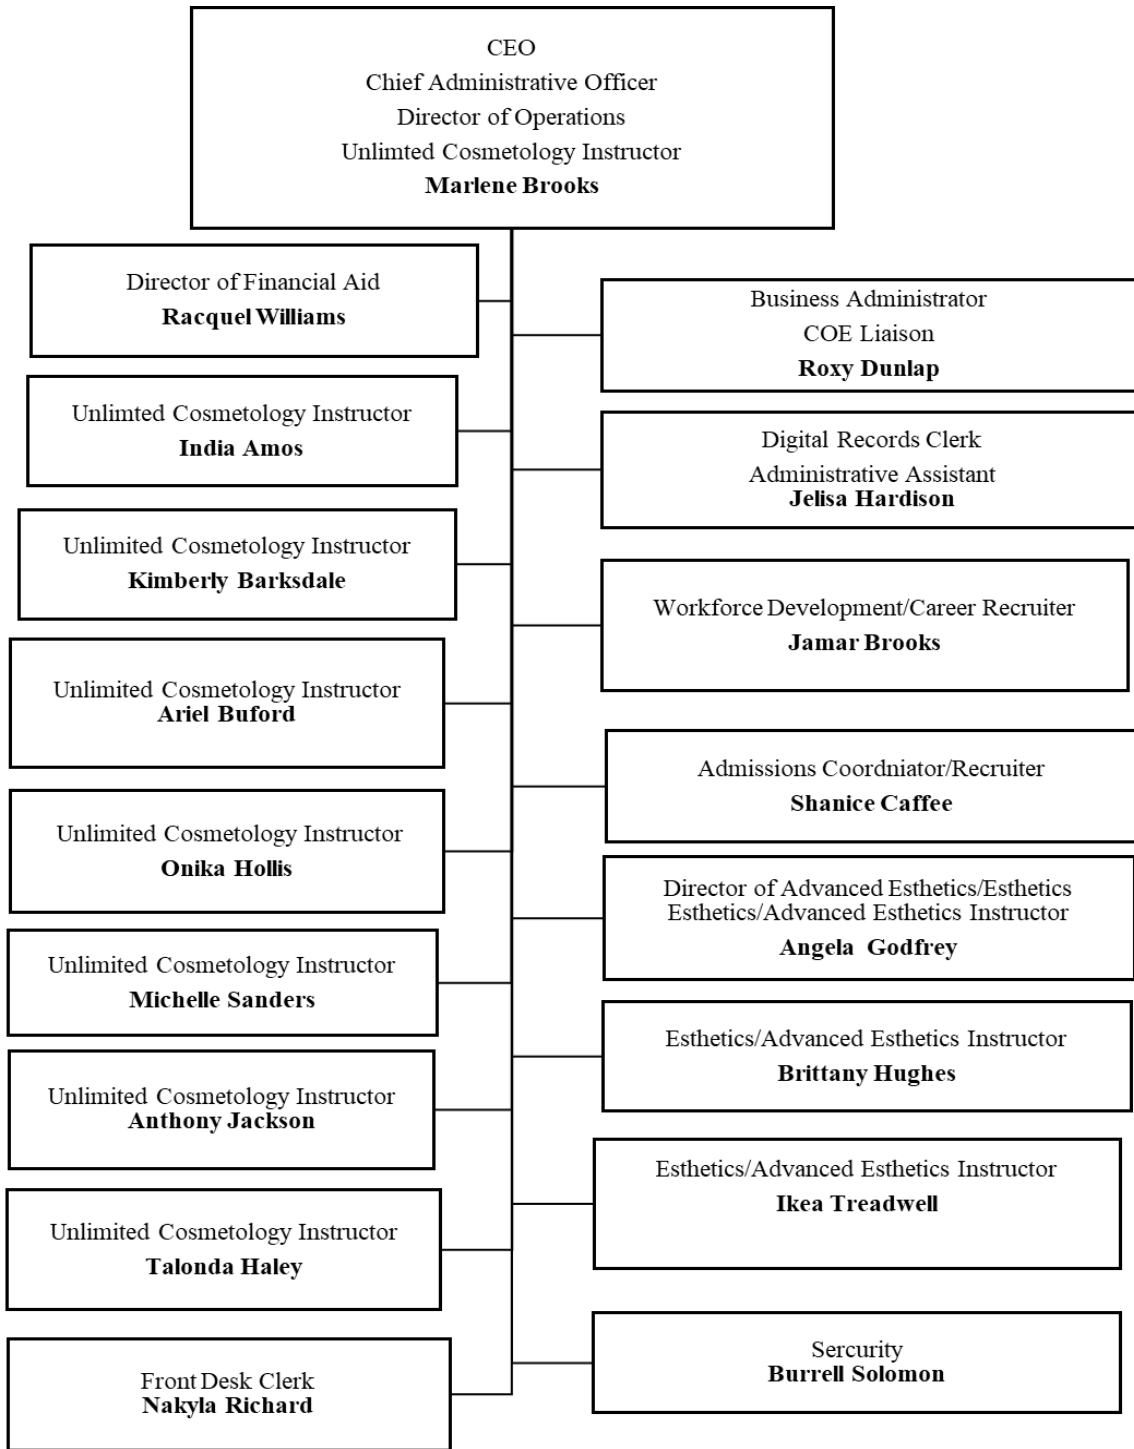 CEO
Chief Administrative Officer
Director of Operations
Unlimted Cosmetology Instructor
Marlene Brooks
Director of Financial Aid
Racquel Williams
Business Administrator
COE Liaison
Roxy Dunlap
Unlimted Cosmetology Instructor
India Amos
Digital Records Clerk
Administrative Assistant
Jelisa Hardison
Unlimited Cosmetology Instructor
Kimberly Barksdale
Workforce Development/Career Recruiter
Jamar Brooks
Unlimited Cosmetology Instructor
Ariel Buford
Admissions Coordniator/Recruiter
Shanice Caffee
Unlimited Cosmetology Instructor
Onika Hollis
Director of Advanced Esthetics/Esthetics
Esthetics/Advanced Esthetics Instructor
Angela Godfrey
Unlimited Cosmetology Instructor
Michelle Sanders
Esthetics/Advanced Esthetics Instructor
Brittany Hughes
Unlimited Cosmetology Instructor
Anthony Jackson
Esthetics/Advanced Esthetics Instructor
Ikea Treadwell
Unlimited Cosmetology Instructor
Talonda Haley
Sercurity
Burrell Solomon
Front Desk Clerk
Nakyla Richard